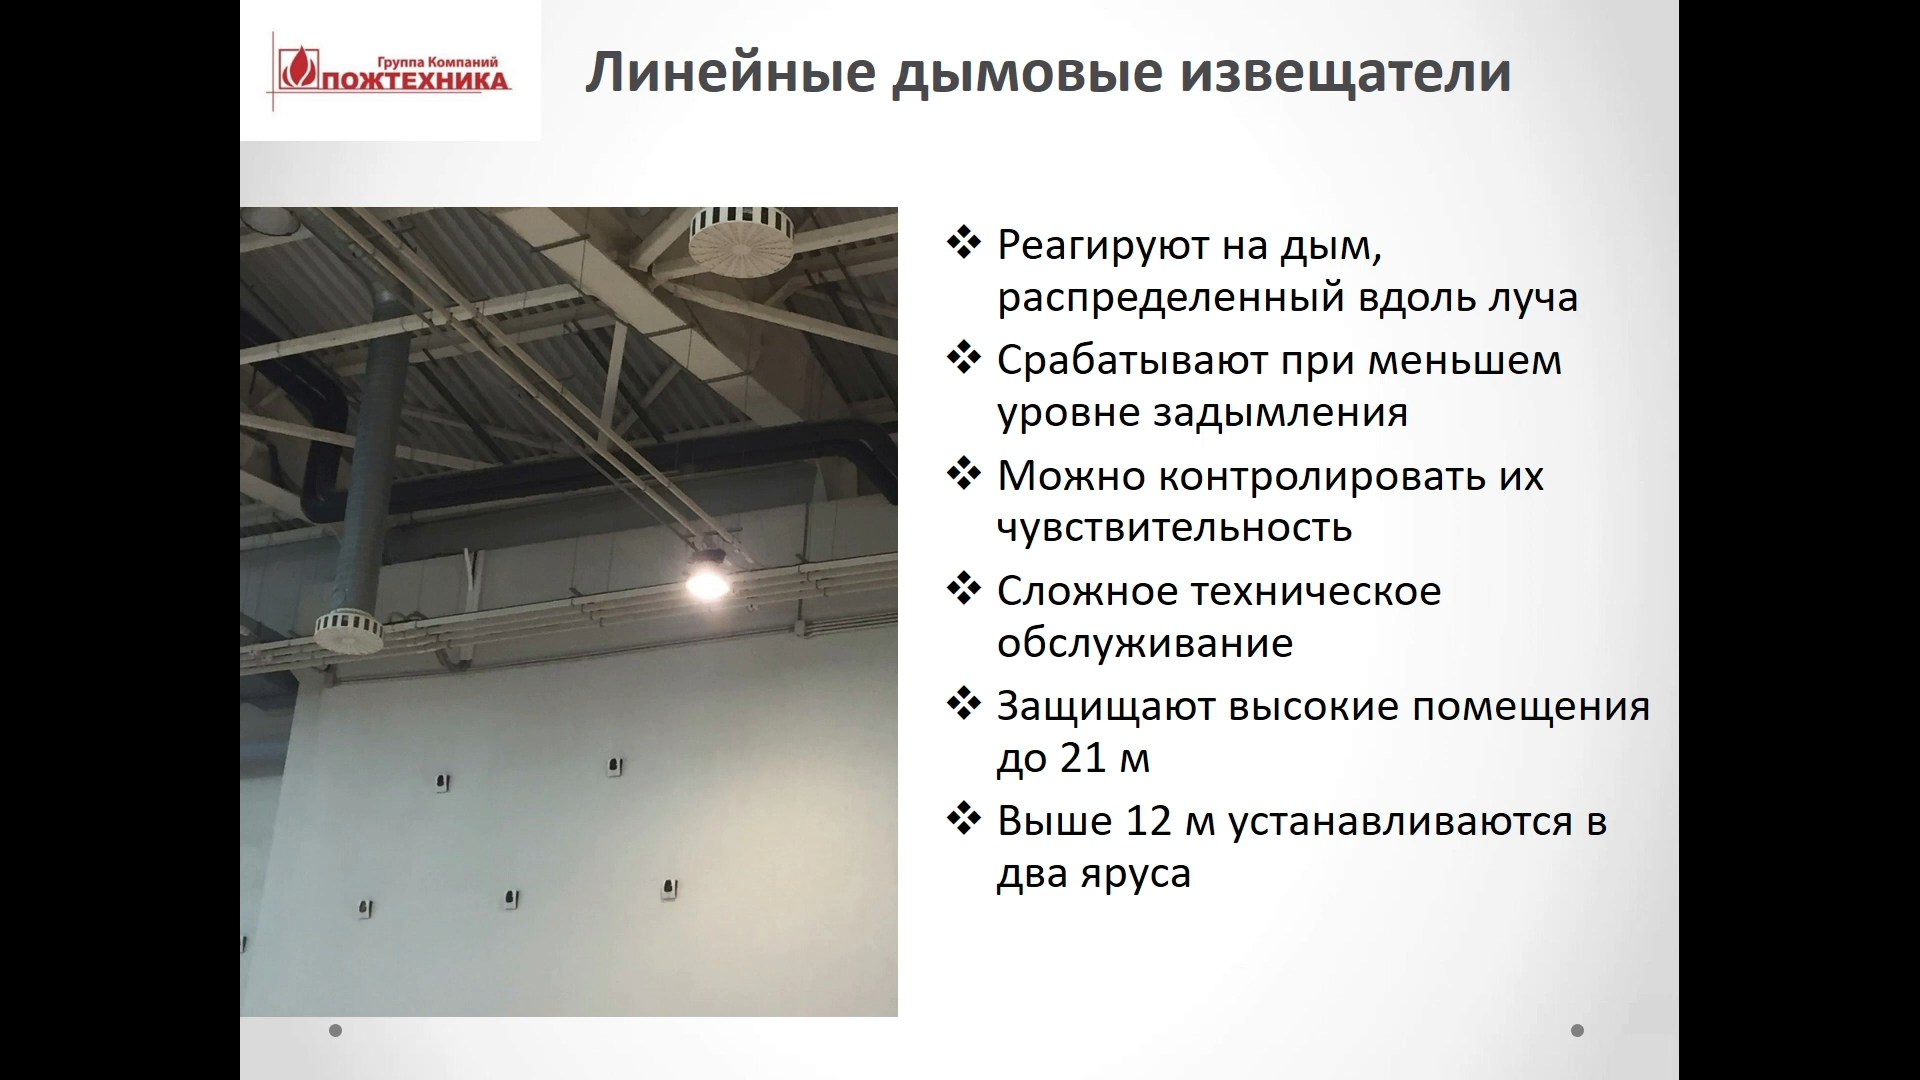 Группа Компаний
ПОЖТЕХНИКА
Линейные дымовые извещатели
Реагируют на дым,
распределенный вдоль луча
Срабатывают при меньшем
уровне задымления
Можно контролировать их
чувствительность
Сложное техническое
обслуживание
Защищают высокие помещения
до 21 м
Выше 12 м устанавливаются в
два яруса